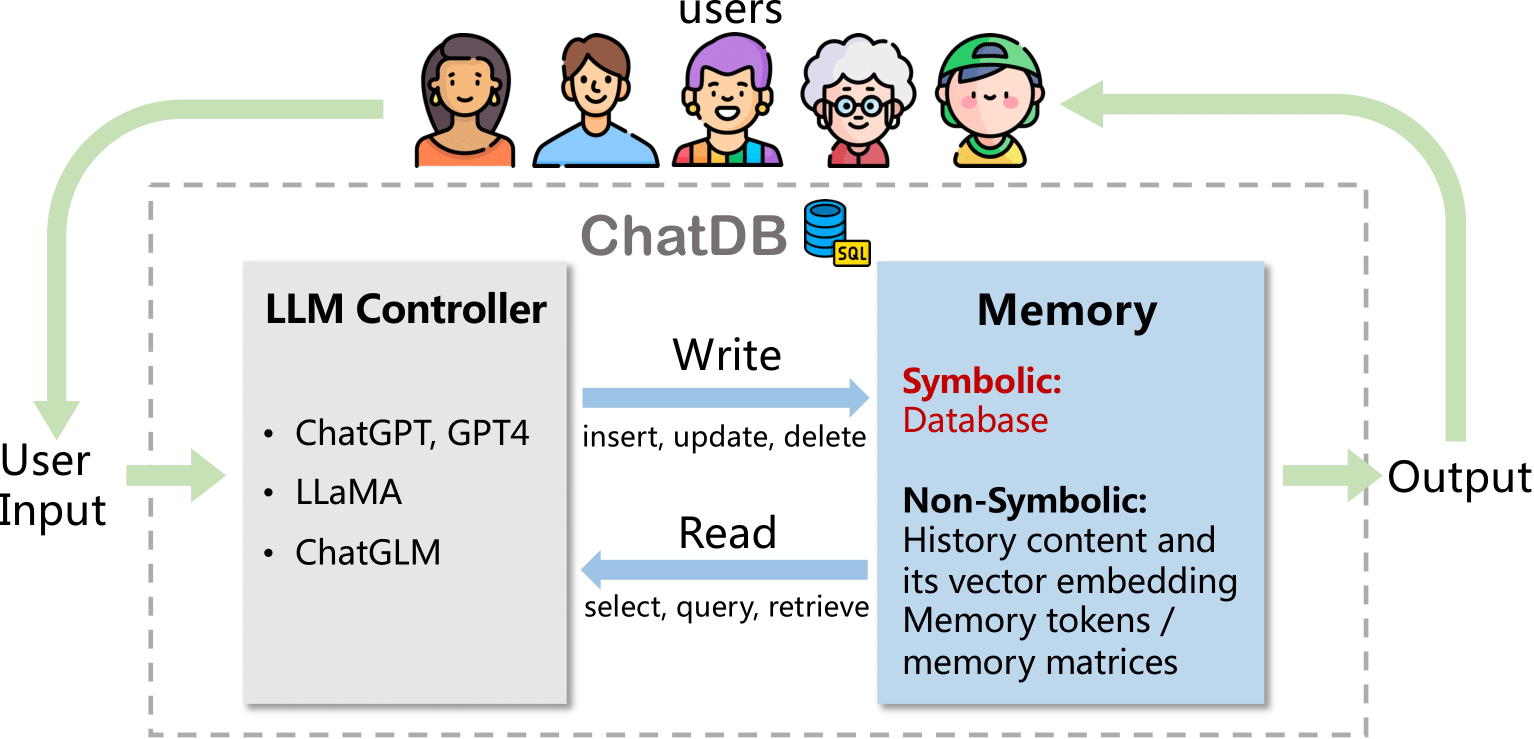 users
ChatDB
SQL
LLM Controller
• ChatGPT, GPT4
• LLaMA
• ChatGLM
Write
insert, update, delete
Read
select, query, retrieve
Memory
Symbolic:
Database
Non-Symbolic:
History content and
its vector embedding
Memory tokens /
memory matrices
User
Input
Output